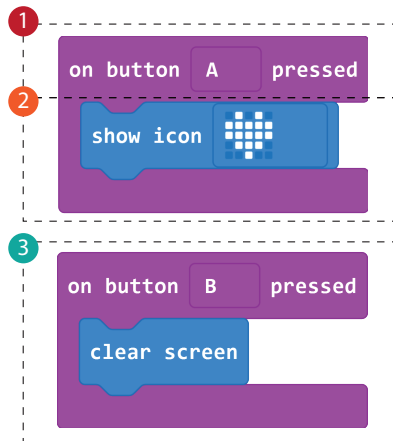 1
on button A pressed
2
show icon
3
on button B pressed
clear screen